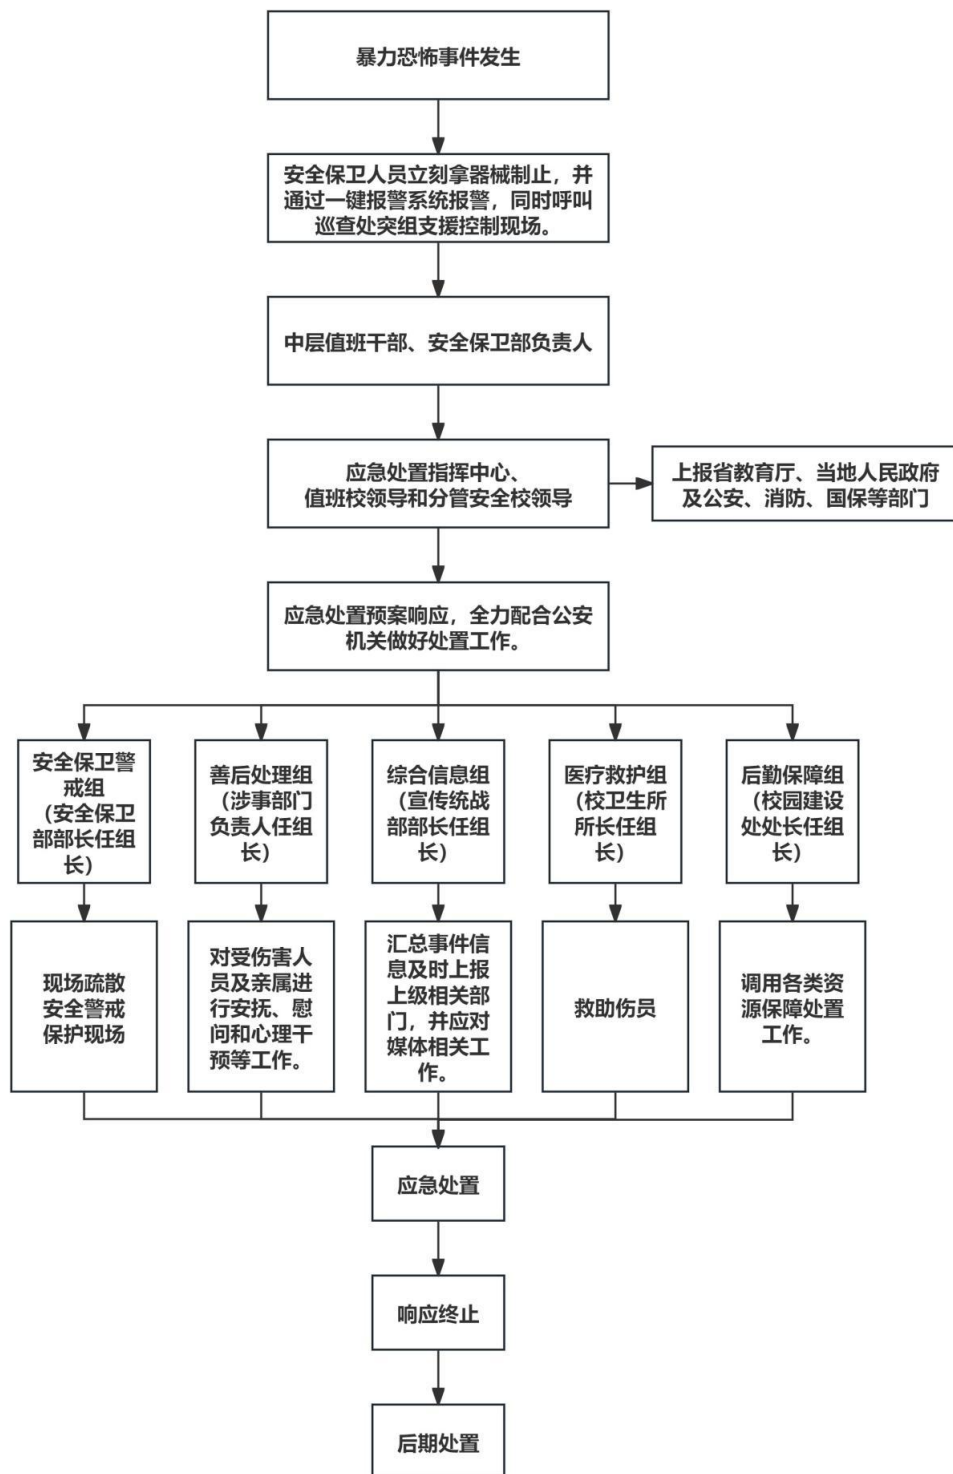 暴力恐怖事件发生
安全保卫人员立刻拿器械制止，并
通过一键报警系统报警，同时呼叫
巡查处突组支援控制现场。
中层值班干部、安全保卫部负责人
应急处置指挥中心、
值班校领导和分管安全校领导
上报省教育厅、当地人民政府
及公安、消防、国保等部门
应急处置预案响应，全力配合公安
机关做好处置工作。
安全保卫警
戒组
（安全保卫
部部长任组
长）
善后处理组
（涉事部门
负责人任组
长）
综合信息组
（宣传统战
部部长任组
长）
医疗救护组
（校卫生所
所长任组
长）
后勤保障组
（校园建设
处处长任组
长）
现场疏散
安全警戒
保护现场
对受伤害人
员及亲属进
行安抚、慰
问和心理干
预等工作。
汇总事件信
息及时上报
上级相关部
门，并应对
媒体相关工
作。
救助伤员
调用各类资
源保障处置
工作。
应急处置
响应终止
后期处置